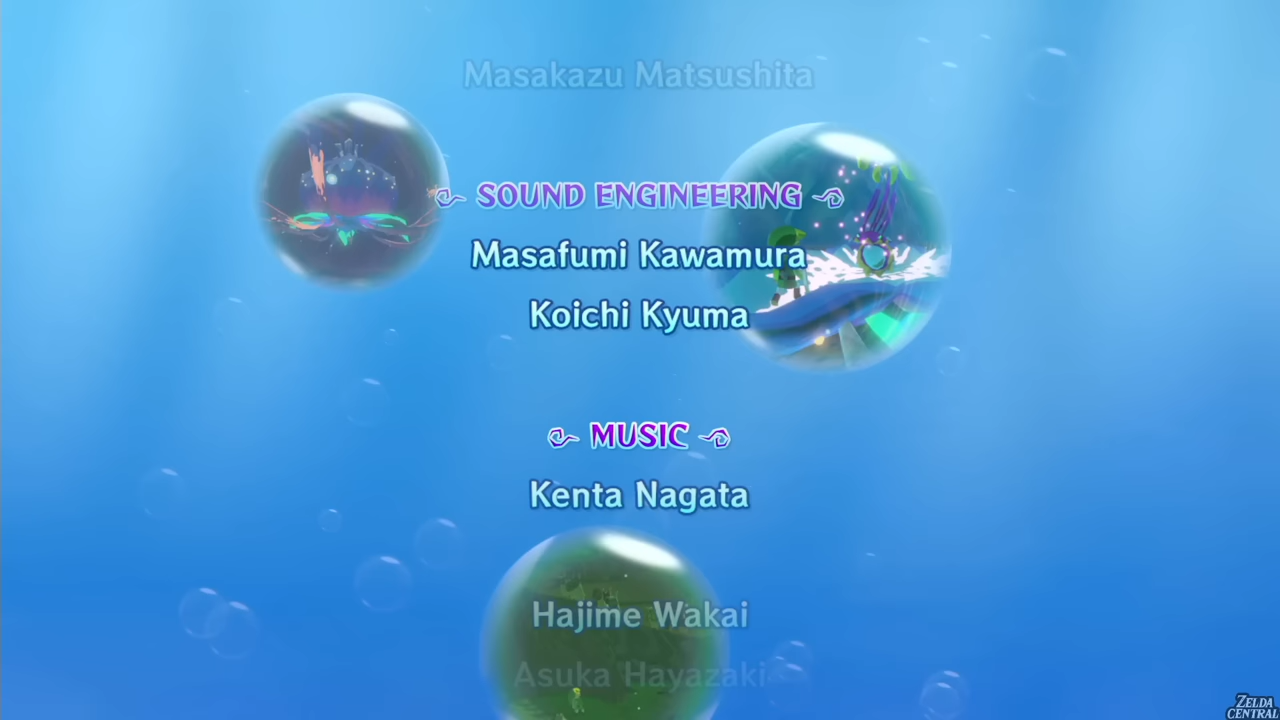 Masakazu Matsushita
SOUND ENGINEERING
Masafumi Kawamura
Koichi Kyuma
MUSIC
Kenta Nagata
Hajime Wakai
Asuka Hayazaki
ZELDA
CENTRAL